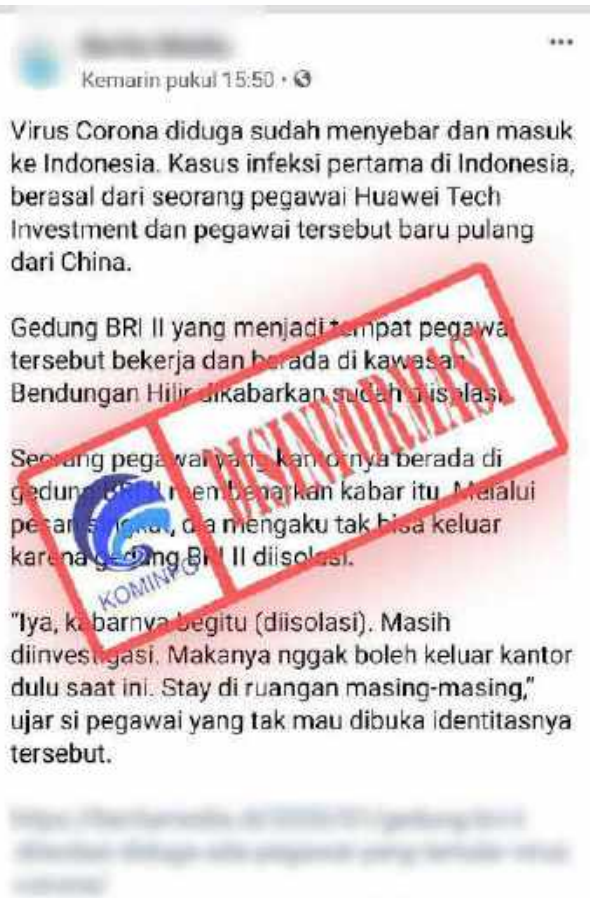 Kemarin pukul 15:50 •
Virus Corona diduga sudah menyebar dan masuk
ke Indonesia. Kasus infeksi pertama di Indonesia,
berasal dari seorang pegawai Huawei Tech
Investment dan pegawai tersebut baru pulang
dari China.
Gedung BRI II yang menjadi tempat pegawai
tersebut bekerja dan berada di kawasan
Bendungan Hilir dikabarkan sudah diisolasi.
Seorang pegawai yang kantornya berada di
gedung BRI II membenarkan kabar itu. Melalui
pesan singkat, dia mengaku tak bisa keluar
karena gedung BRI II diisolasi.
DISINFORMASI
KOMINFO
"Iya, kabarnya begitu (diisolasi). Masih
diinvestigasi. Makanya nggak boleh keluar kantor
dulu saat ini. Stay di ruangan masing-masing,"
ujar si pegawai yang tak mau dibuka identitasnya
tersebut.